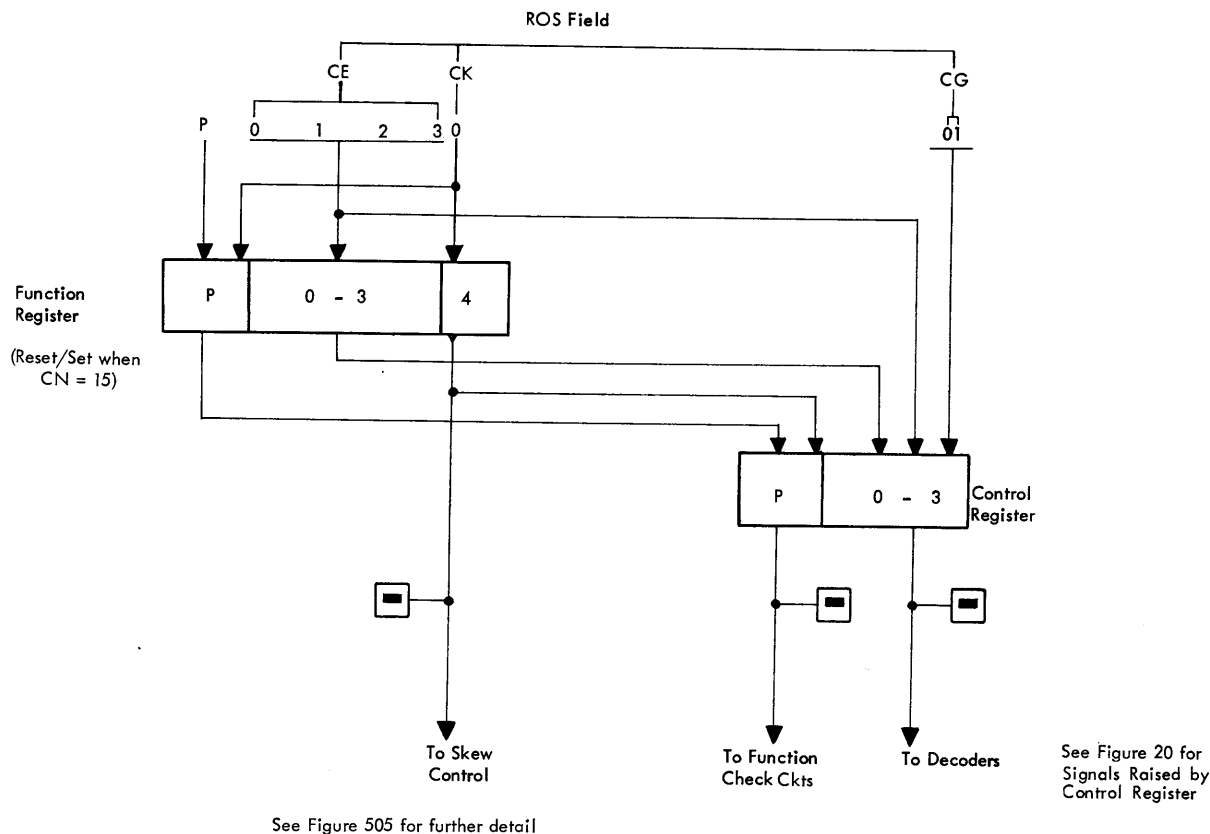 ROS Field
CE
CK
CG
P
0 1 2 3 0
01
Function
Register
P
0 - 3
4
(Reset/Set when
CN = 15)
P
0 - 3
Control
Register
To Skew
Control
To Function
Check Ckts
To Decoders
See Figure 20 for
Signals Raised by
Control Register
See Figure 505 for further detail